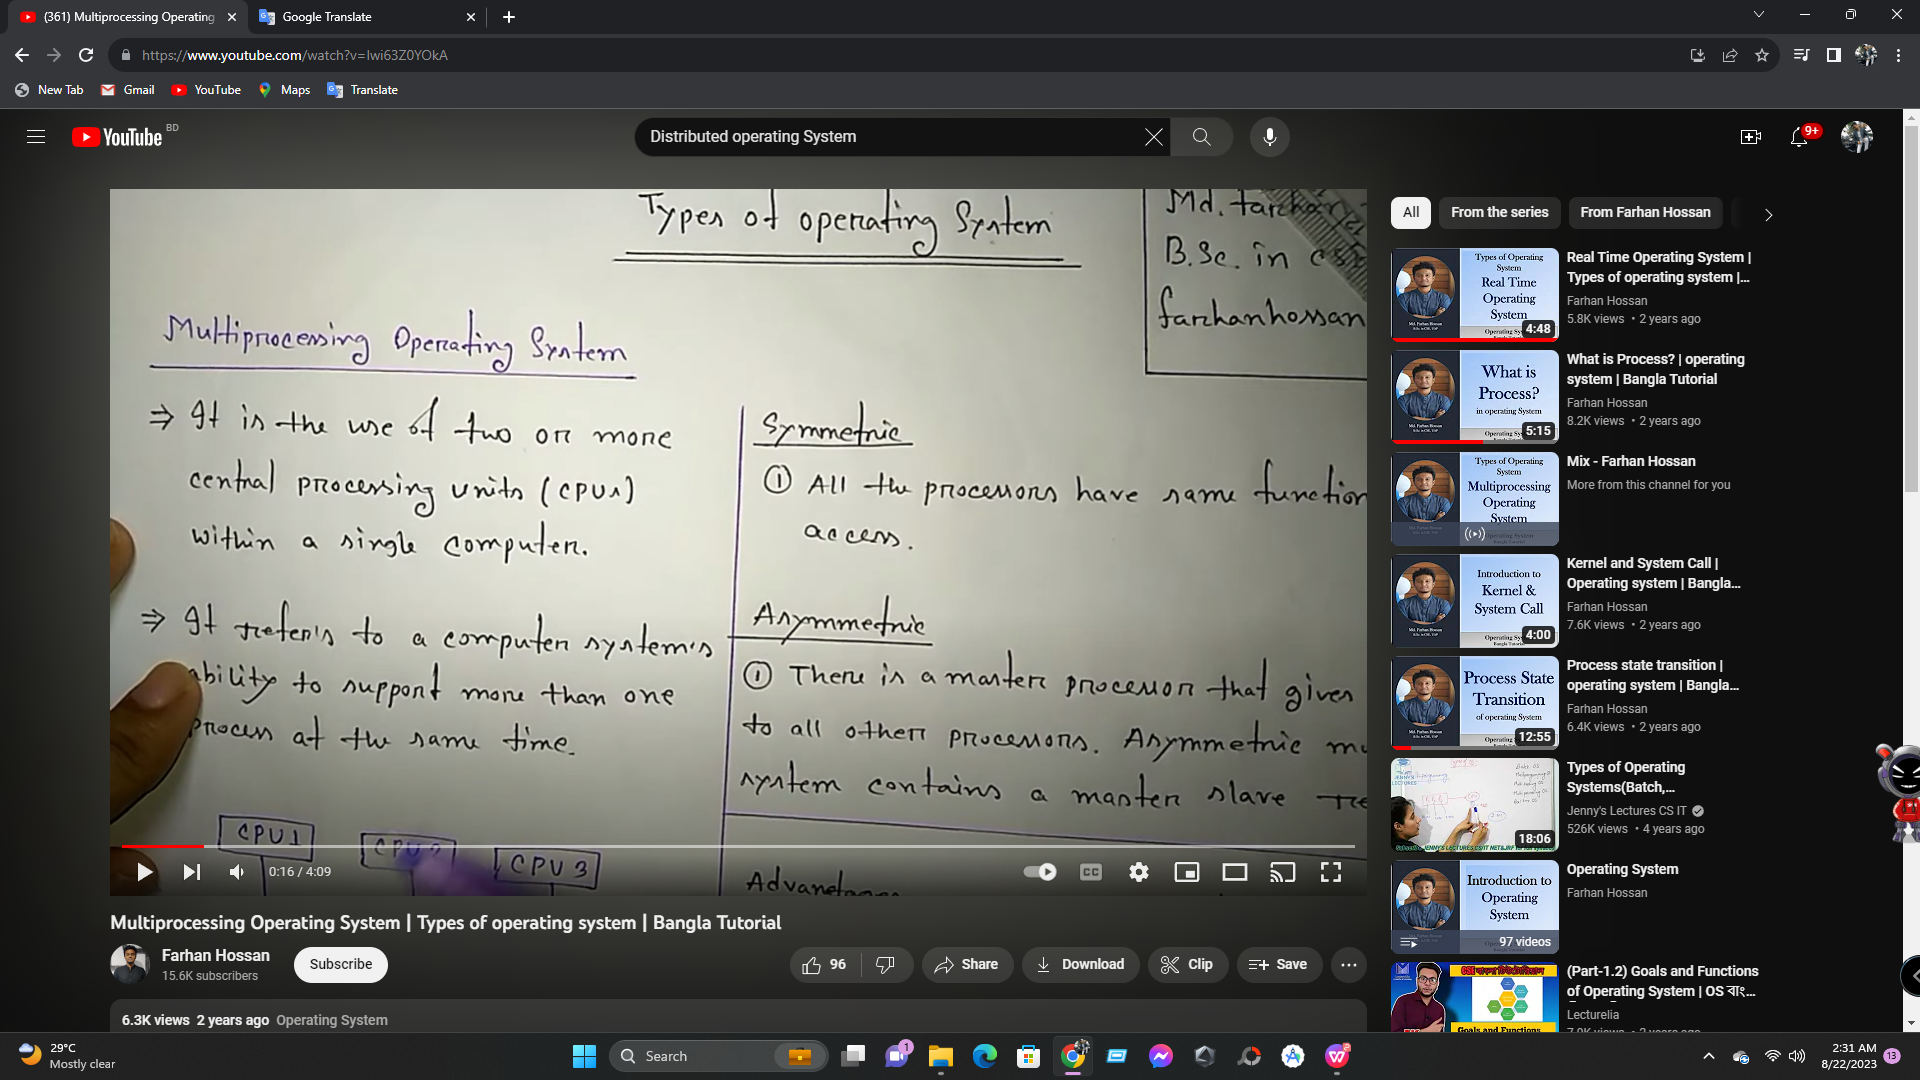 (361) Multiprocessing Operating
Google Translate
https://www.youtube.com/watch?v=Iwi63Z0YOkA
New Tab
Gmail
YouTube
Maps
Translate
YouTube BD
Distributed operating System
9+
Types of operating System
B.Sc. in
farhanhossan
Multiprocessing Operating System
⇒ It is the use of two or more
central processing units (CPUs)
within a single computer.
⇒ It refer's to a computer system's
ability to support more than one
process at the same time.
CPU1
CPU2
CPU 3
Symmetric
① All the processors have same function
access.
Asymmetric
① There is a master processor that gives
to all other processors. Asymmetric mu
system contains a master slave re
0:16 / 4:09
CC
Multiprocessing Operating System | Types of operating system | Bangla Tutorial
Farhan Hossan
15.6K subscribers
Subscribe
96
Share
Download
Clip
Save
6.3K views 2 years ago Operating System
All
From the series
From Farhan Hossan
Types of Operating
System
Real Time
Operating
System
4:48
Real Time Operating System |
Types of operating system |...
Farhan Hossan
5.8K views • 2 years ago
What is
Process?
in operating System
5:15
What is Process? | operating
system | Bangla Tutorial
Farhan Hossan
8.2K views • 2 years ago
Types of Operating
System
Multiprocessing
Operating
System
Mix - Farhan Hossan
More from this channel for you
Introduction to
Kernel &
System Call
4:00
Kernel and System Call |
Operating system | Bangla...
Farhan Hossan
7.6K views • 2 years ago
Process State
Transition
of operating System
12:55
Process state transition |
operating system | Bangla...
Farhan Hossan
6.4K views • 2 years ago
18:06
Types of Operating
Systems(Batch,...
Jenny's Lectures CS IT
526K views • 4 years ago
Introduction to
Operating
System
97 videos
Operating System
Farhan Hossan
Goals and Functions
(Part-1.2) Goals and Functions
of Operating System | OS বাং...
Lecturelia
29°C
Mostly clear
Search
1
2:31 AM
8/22/2023
13